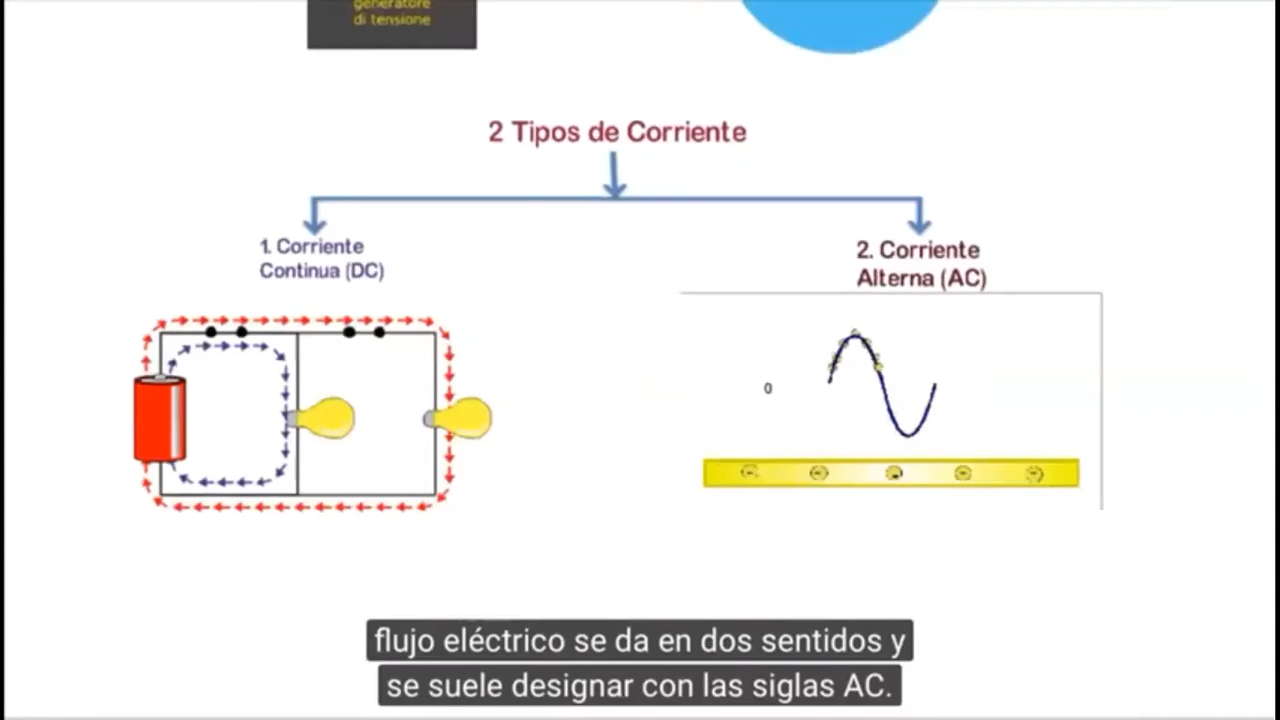 generatore
di tensione
2 Tipos de Corriente
1. Corriente
Continua (DC)
2. Corriente
Alterna (AC)
0
flujo eléctrico se da en dos sentidos y
se suele designar con las siglas AC.